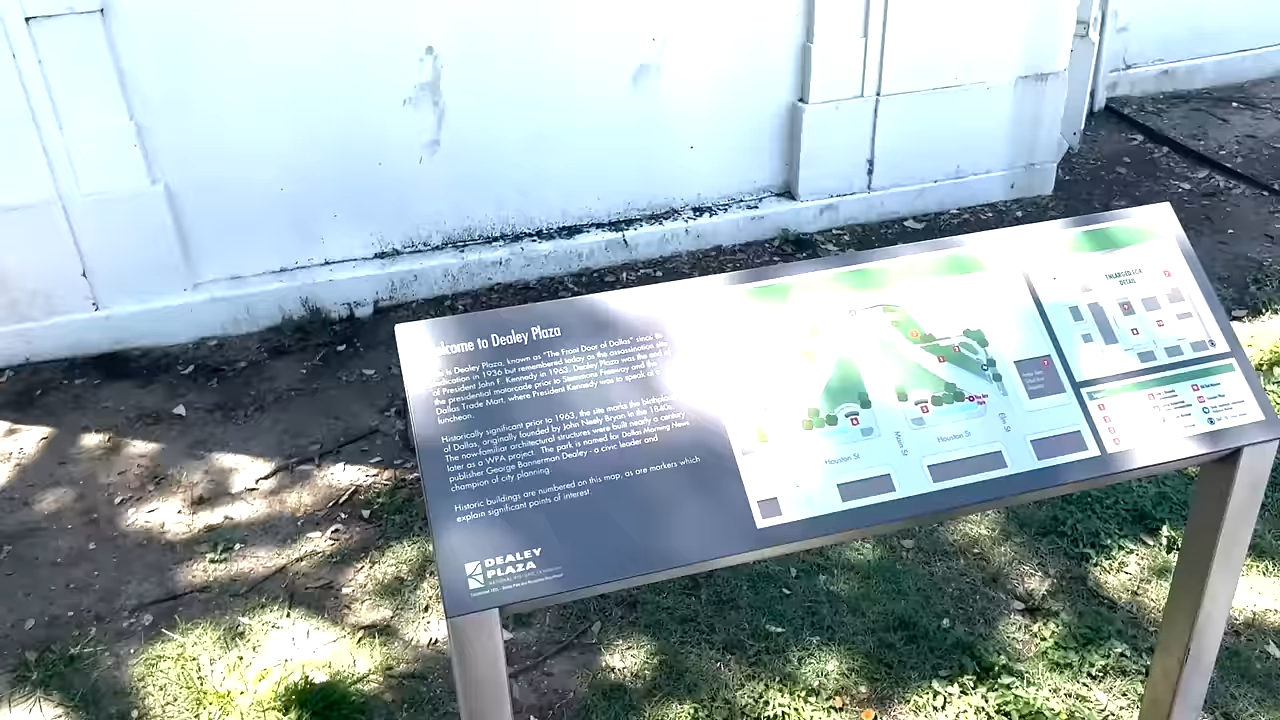 Welcome to Dealey Plaza
Dealey Plaza, known as "The Front Door of Dallas" since its
dedication in 1936 but remembered today as the assassination site
of President John F. Kennedy in 1963. Dealey Plaza was the end of
the presidential motorcade prior to Stemmons Freeway and the
Dallas Trade Mart, where President Kennedy was to speak at a
luncheon.
Historically significant prior to 1963, the site marks the birthplace
of Dallas, originally founded by John Neely Bryan in the 1840s.
The now-familiar architectural structures were built nearly a century
later as a WPA project. The park is named for Dallas Morning News
publisher George Bannerman Dealey - a civic leader and
champion of city planning.
Historic buildings are numbered on this map, as are markers which
explain significant points of interest.
DEALEY
PLAZA
Houston St
Main St
Houston St
Elm St
ENLARGED FOR
DETAIL